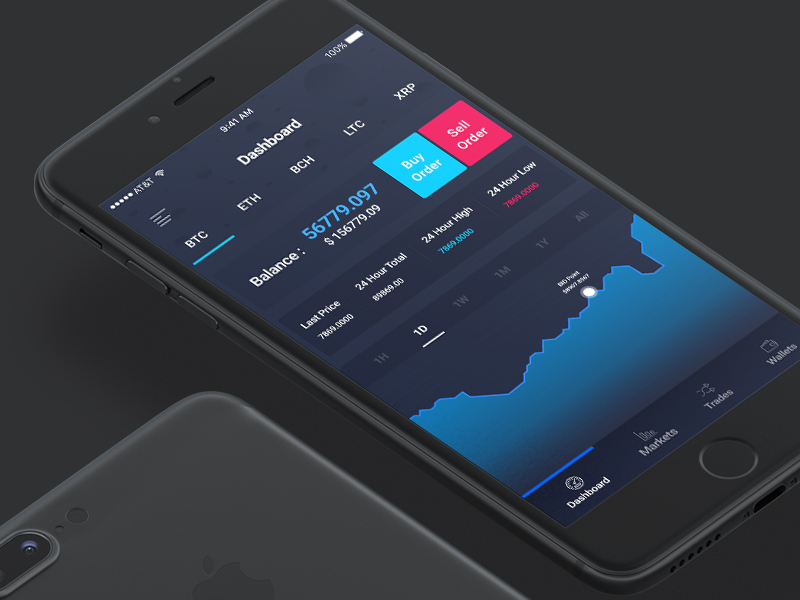 ●●●●● AT&T 9:41 AM 100%
Dashboard
BTC ETH BCH LTC XRP
Balance : 56779.097
$ 156779.09
Buy
Order
Sell
Order
Last Price 24 Hour Total 24 Hour High 24 Hour Low
7869.0000 89869.00 7869.0000 7869.0000
1H 1D 1W 1M 1Y All
BID Point
Dashboard Markets Trades Wallets